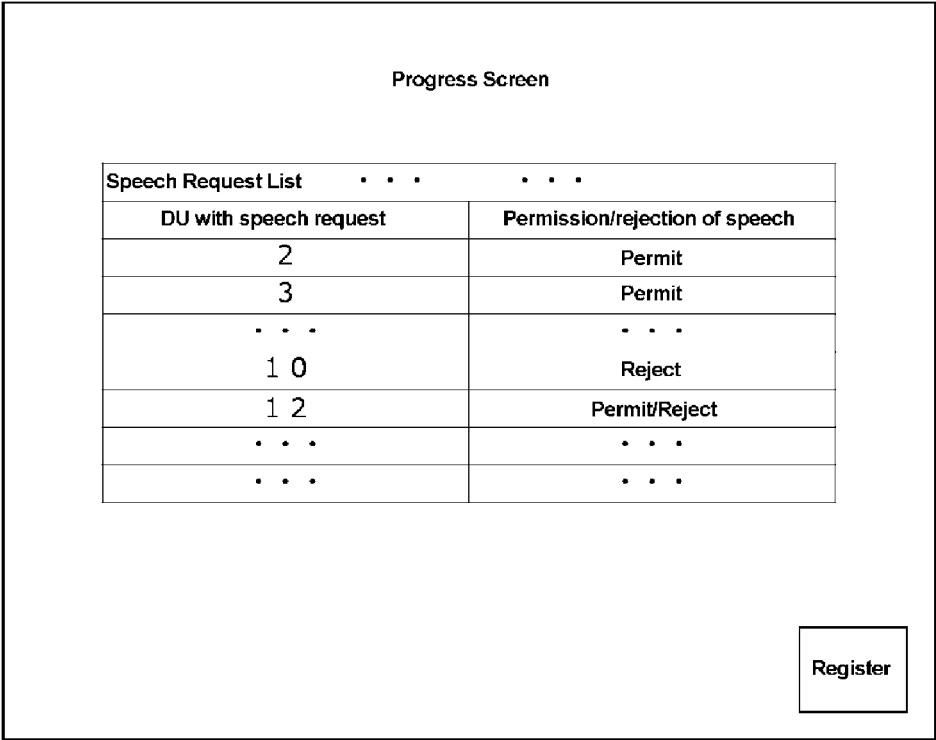 Progress Screen
Speech Request List ・・・ ・・・
DU with speech request Permission/rejection of speech
2 Permit
3 Permit
・・・ ・・・
1 0 Reject
1 2 Permit/Reject
・・・ ・・・
・・・ ・・・
Register